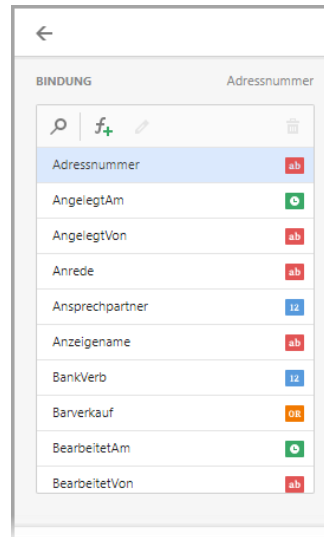 BINDUNG Adressnummer
f+
Adressnummer ab
AngelegtAm
AngelegtVon ab
Anrede ab
Ansprechpartner 12
Anzeigename ab
BankVerb 12
Barverkauf OR
BearbeitetAm
BearbeitetVon ab